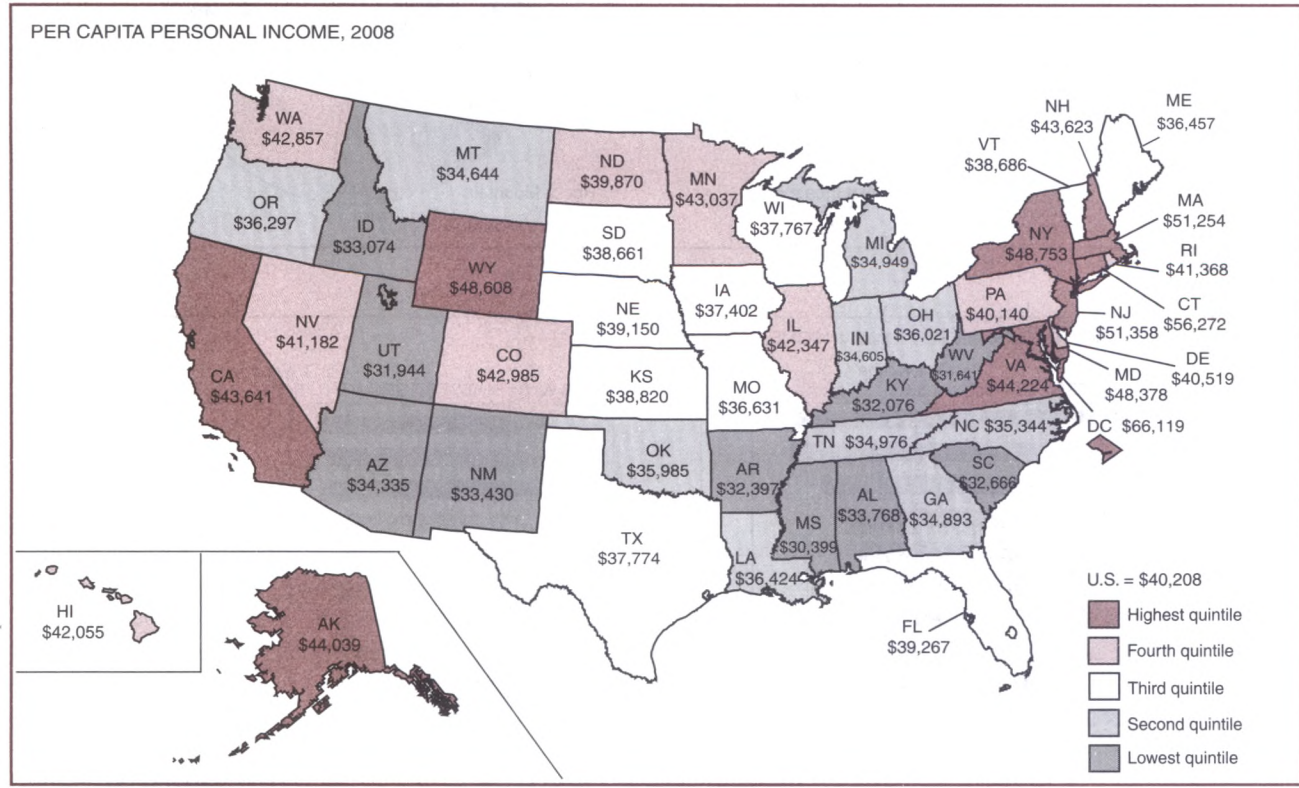 PER CAPITA PERSONAL INCOME, 2008
WA
$42,857
OR
$36,297
CA
$43,641
NV
$41,182
ID
$33,074
MT
$34,644
WY
$48,608
UT
$31,944
AZ
$34,335
CO
$42,985
NM
$33,430
ND
$39,870
SD
$38,661
NE
$39,150
KS
$38,820
OK
$35,985
TX
$37,774
MN
$43,037
IA
$37,402
MO
$36,631
AR
$32,397
LA
$36,424
WI
$37,767
IL
$42,347
MI
$34,949
IN
$34,605
OH
$36,021
KY
$32,076
TN $34,976
MS
$30,399
AL
$33,768
GA
$34,893
SC
$32,666
NC $35,344
WV
$31,641
VA
$44,224
PA
$40,140
NY
$48,753
VT
$38,686
NH
$43,623
ME
$36,457
MA
$51,254
RI
$41,368
CT
$56,272
NJ
$51,358
DE
$40,519
MD
$48,378
DC $66,119
FL
$39,267
HI
$42,055
AK
$44,039
U.S. = $40,208
Highest quintile
Fourth quintile
Third quintile
Second quintile
Lowest quintile